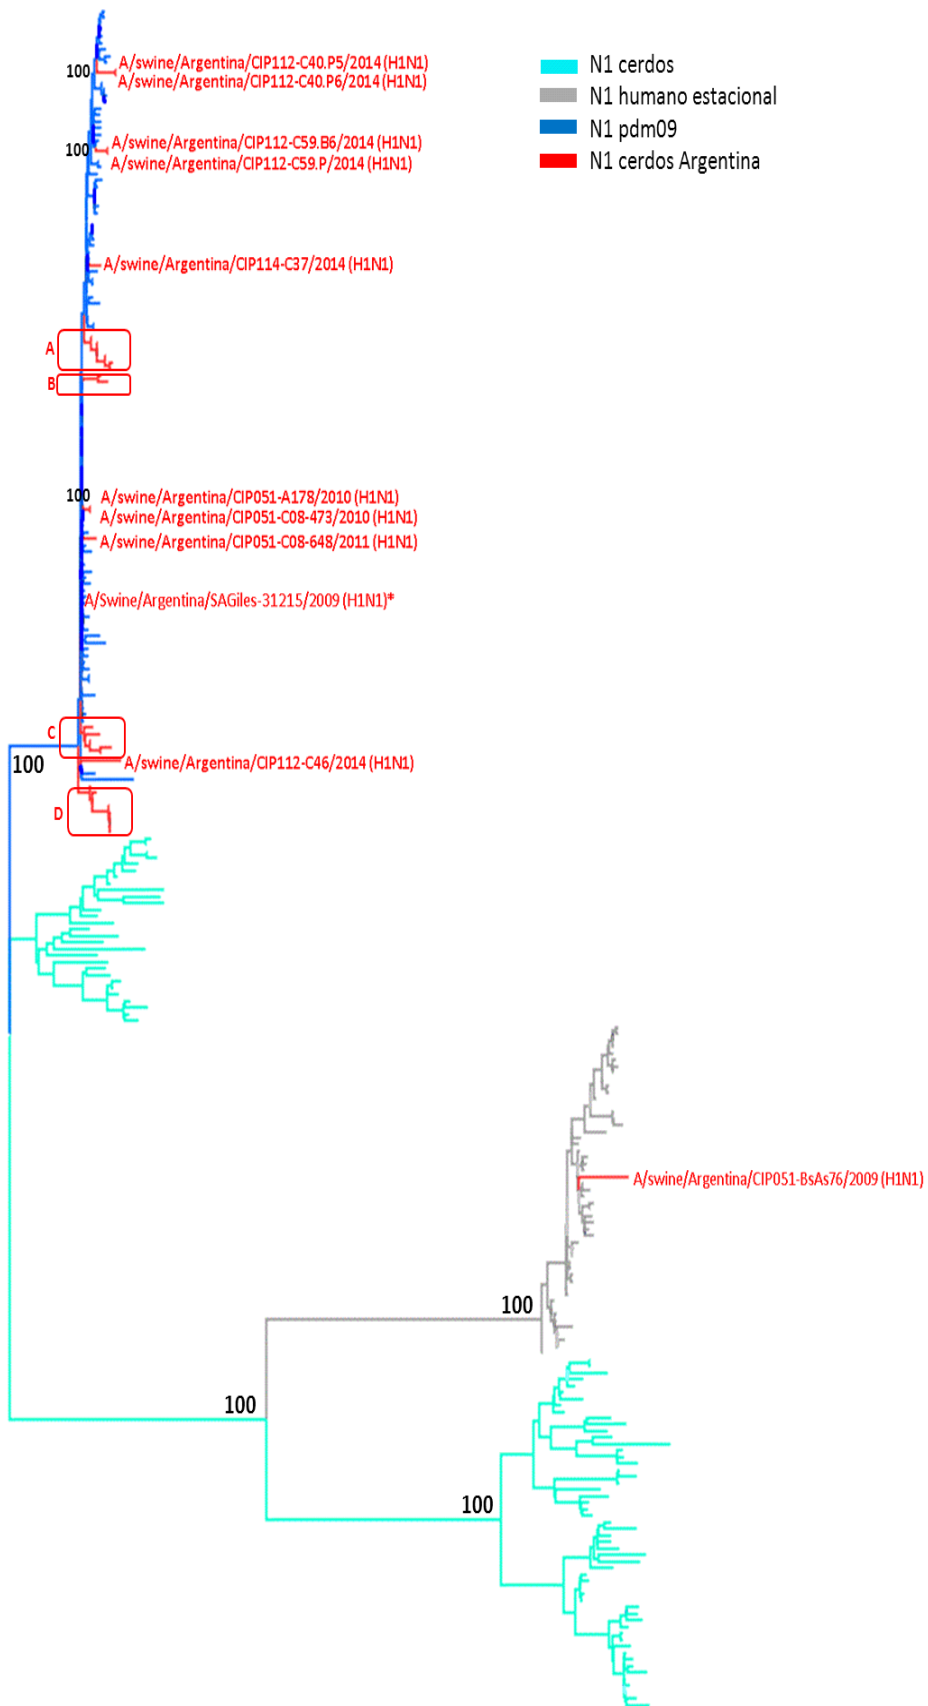 N1 cerdos
N1 humano estacional
N1 pdm09
N1 cerdos Argentina
A/swine/Argentina/CIP112-C40.P5/2014 (H1N1)
100
A/swine/Argentina/CIP112-C40.P6/2014 (H1N1)
A/swine/Argentina/CIP112-C59.B6/2014 (H1N1)
100
A/swine/Argentina/CIP112-C59.P/2014 (H1N1)
A/swine/Argentina/CIP114-C37/2014 (H1N1)
A
B
100
A/swine/Argentina/CIP051-A178/2010 (H1N1)
A/swine/Argentina/CIP051-C08-473/2010 (H1N1)
A/swine/Argentina/CIP051-C08-648/2011 (H1N1)
A/Swine/Argentina/SAGiles-31215/2009 (H1N1)*
C
100
A/swine/Argentina/CIP112-C46/2014 (H1N1)
D
A/swine/Argentina/CIP051-BsAs76/2009 (H1N1)
100
100
100